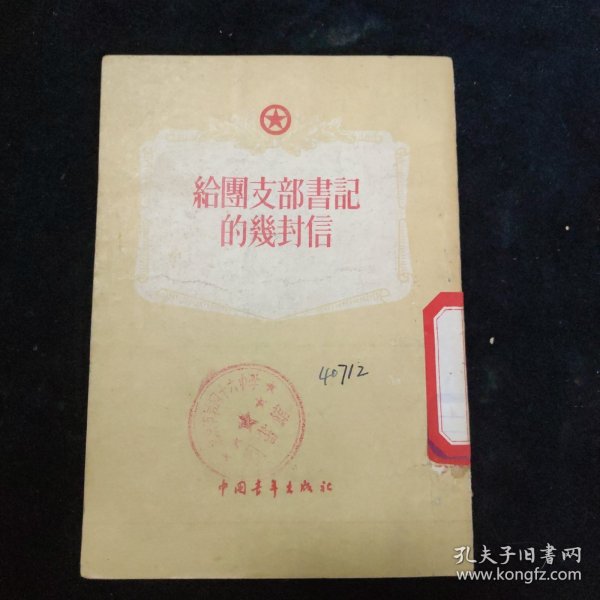 給團支部書記
的幾封信
40712
中国青年出版社
孔夫子旧书网
www.kongfz.com